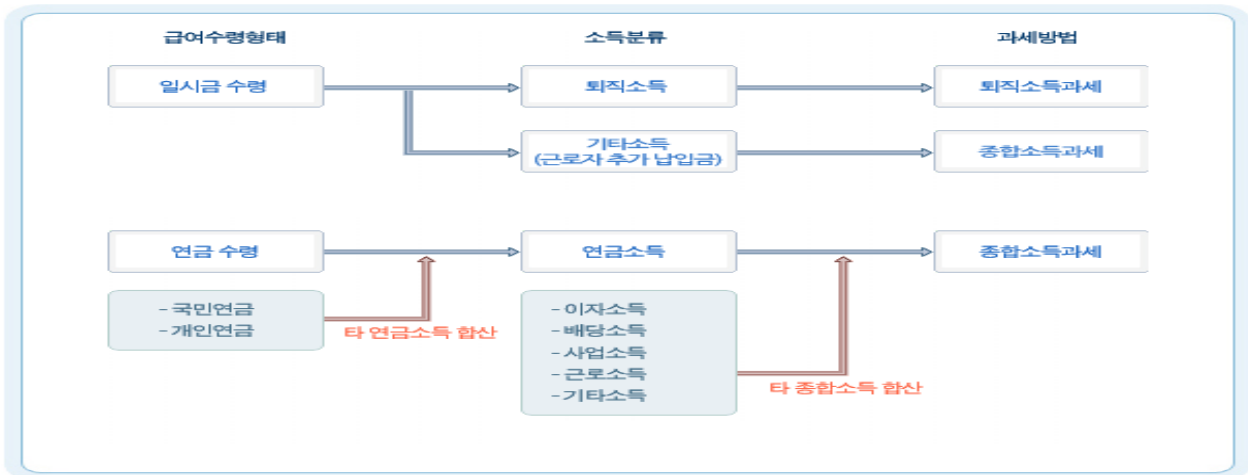 급여수령형태 소득분류 과세방법
일시금 수령 퇴직소득 퇴직소득과세
기타소득
(근로자 추가 납입금) 종합소득과세
연금 수령 연금소득 종합소득과세
- 국민연금
- 개인연금
타 연금소득 합산
- 이자소득
- 배당소득
- 사업소득
- 근로소득
- 기타소득
타 종합소득 합산